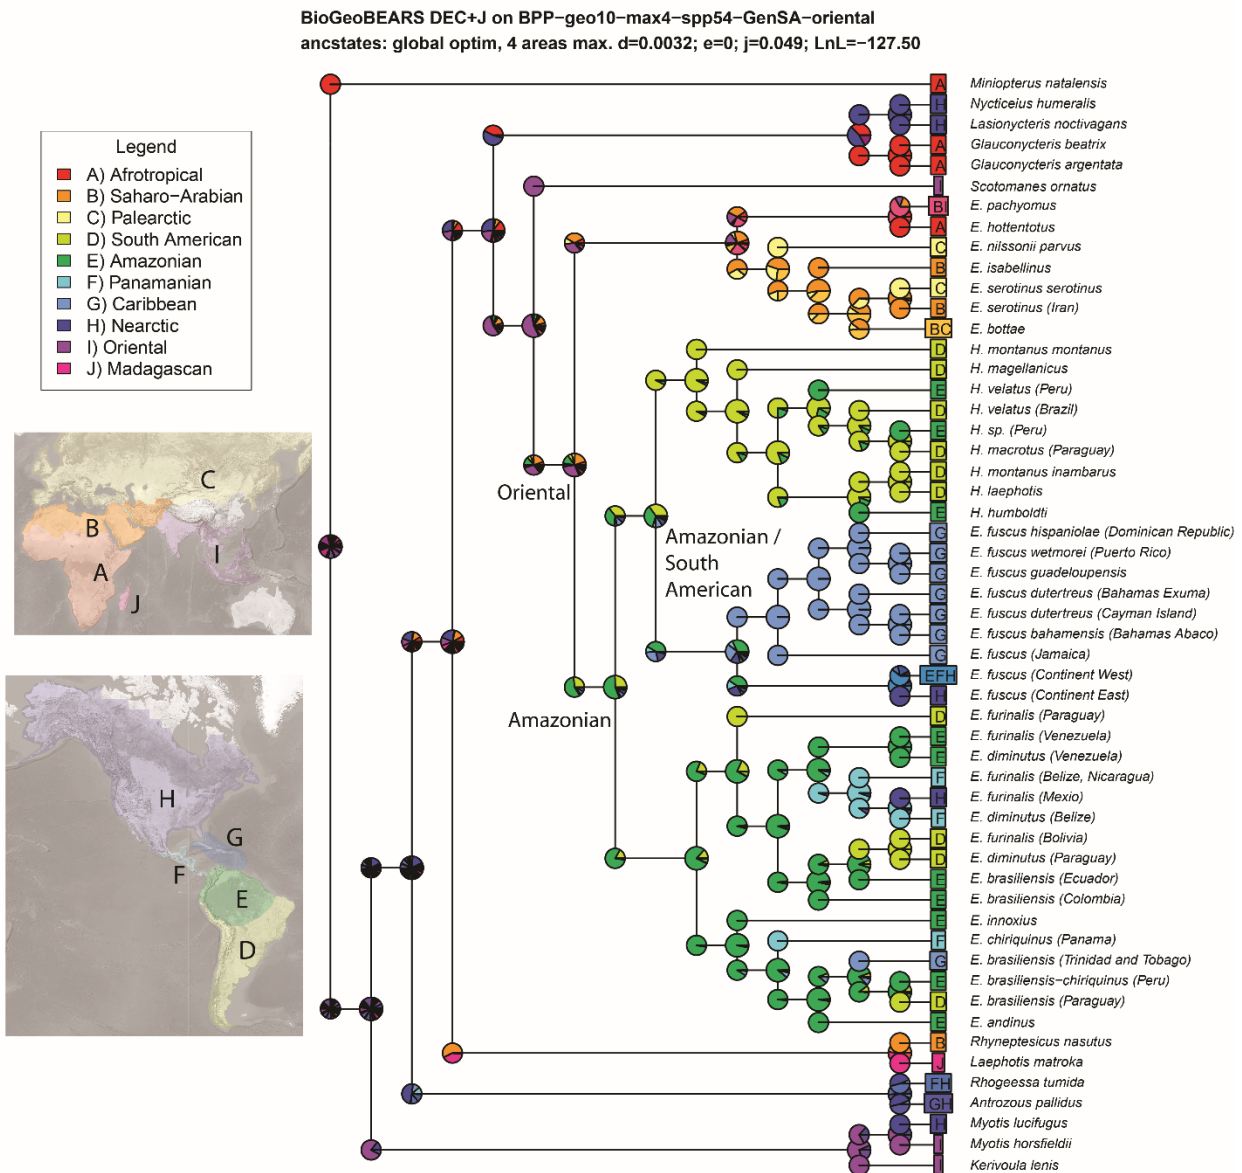 BioGeoBEARS DEC+J on BPP−geo10−max4−spp54−GenSA−oriental
ancstates: global optim, 4 areas max. d=0.0032; e=0; j=0.049; LnL=−127.50
Legend
A) Afrotropical
B) Saharo−Arabian
C) Palearctic
D) South American
E) Amazonian
F) Panamanian
G) Caribbean
H) Nearctic
I) Oriental
J) Madagascan
C
B
I
A
J
H
G
F
E
D
Oriental
Amazonian /
South
American
Amazonian
A Miniopterus natalensis
H Nycticeius humeralis
H Lasionycteris noctivagans
A Glauconycteris beatrix
A Glauconycteris argentata
I Scotomanes ornatus
BI E. pachyomus
A E. hottentotus
C E. nilssonii parvus
B E. isabellinus
C E. serotinus serotinus
B E. serotinus (Iran)
BC E. bottae
D H. montanus montanus
D H. magellanicus
E H. velatus (Peru)
D H. velatus (Brazil)
E H. sp. (Peru)
D H. macrotus (Paraguay)
D H. montanus inambarus
D H. laephotis
E H. humboldti
G E. fuscus hispaniolae (Dominican Republic)
G E. fuscus wetmorei (Puerto Rico)
G E. fuscus guadeloupensis
G E. fuscus dutertreus (Bahamas Exuma)
G E. fuscus dutertreus (Cayman Island)
G E. fuscus bahamensis (Bahamas Abaco)
G E. fuscus (Jamaica)
EFH E. fuscus (Continent West)
H E. fuscus (Continent East)
D E. furinalis (Paraguay)
E E. furinalis (Venezuela)
E E. diminutus (Venezuela)
F E. furinalis (Belize, Nicaragua)
H E. furinalis (Mexio)
F E. diminutus (Belize)
D E. furinalis (Bolivia)
D E. diminutus (Paraguay)
E E. brasiliensis (Ecuador)
E E. brasiliensis (Colombia)
E E. innoxius
F E. chiriquinus (Panama)
G E. brasiliensis (Trinidad and Tobago)
E E. brasiliensis−chiriquinus (Peru)
D E. brasiliensis (Paraguay)
E E. andinus
B Rhyneptesicus nasutus
J Laephotis matroka
FH Rhogeessa tumida
GH Antrozous pallidus
H Myotis lucifugus
I Myotis horsfieldii
I Kerivoula lenis